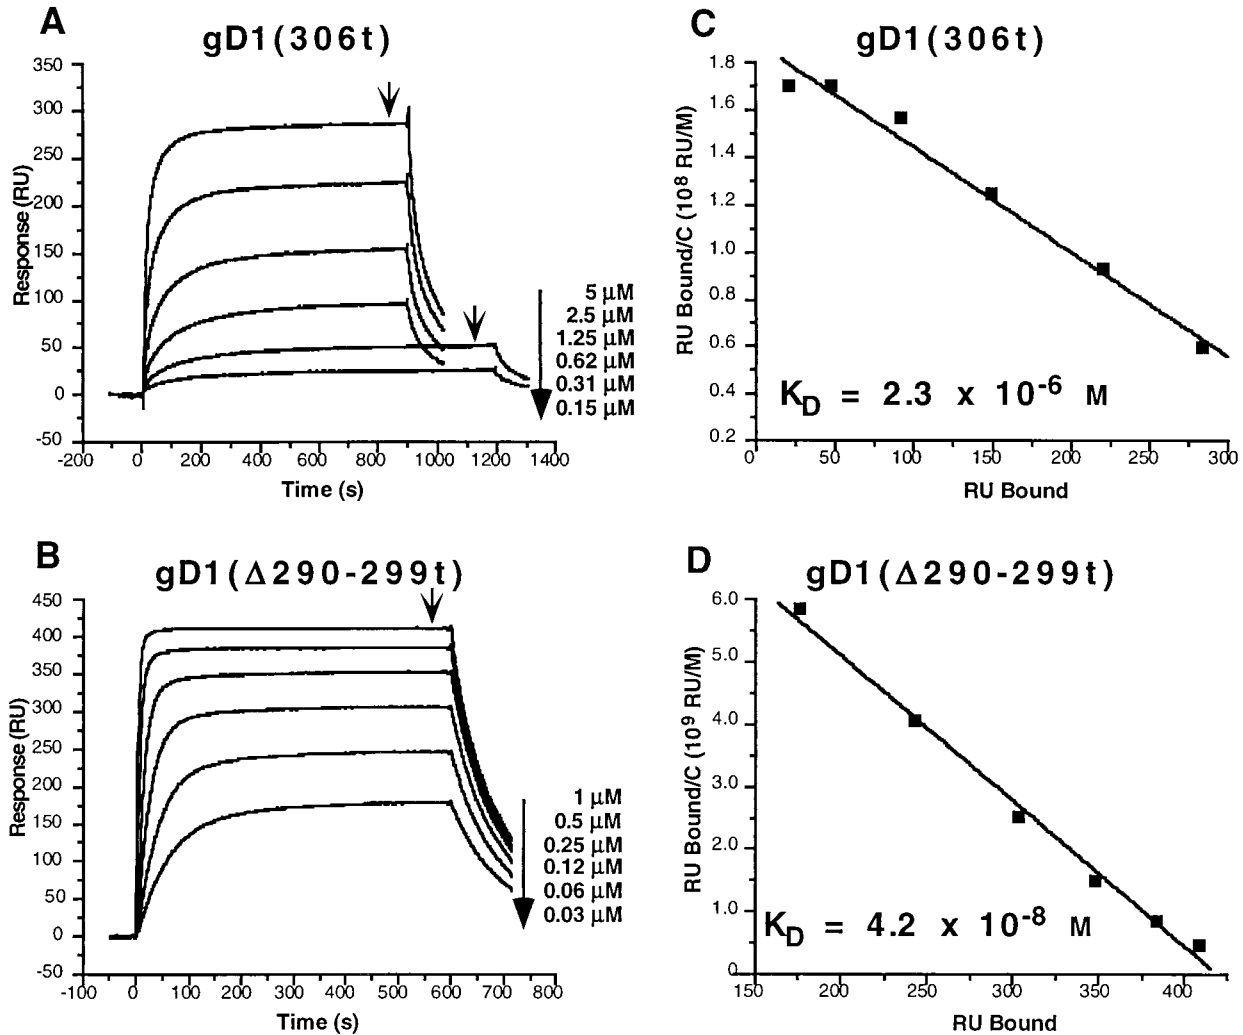 A
gD1(306t)
350
300
250
200
150
100
50
0
-50
Response (RU)
-200 0 200 400 600 800 1000 1200 1400
Time (s)
5 µM
2.5 µM
1.25 µM
0.62 µM
0.31 µM
0.15 µM
C
gD1(306t)
1.8
1.6
1.4
1.2
1.0
0.8
0.6
0.4
0.2
RU Bound/C (10⁸ RU/M)
K_D = 2.3 x 10⁻⁶ M
0 50 100 150 200 250 300
RU Bound
B
gD1(Δ290-299t)
450
400
350
300
250
200
150
100
50
0
-50
Response (RU)
-100 0 100 200 300 400 500 600 700 800
Time (s)
1 µM
0.5 µM
0.25 µM
0.12 µM
0.06 µM
0.03 µM
D
gD1(Δ290-299t)
6.0
5.0
4.0
3.0
2.0
1.0
0
RU Bound/C (10⁹ RU/M)
K_D = 4.2 x 10⁻⁸ M
150 200 250 300 350 400
RU Bound